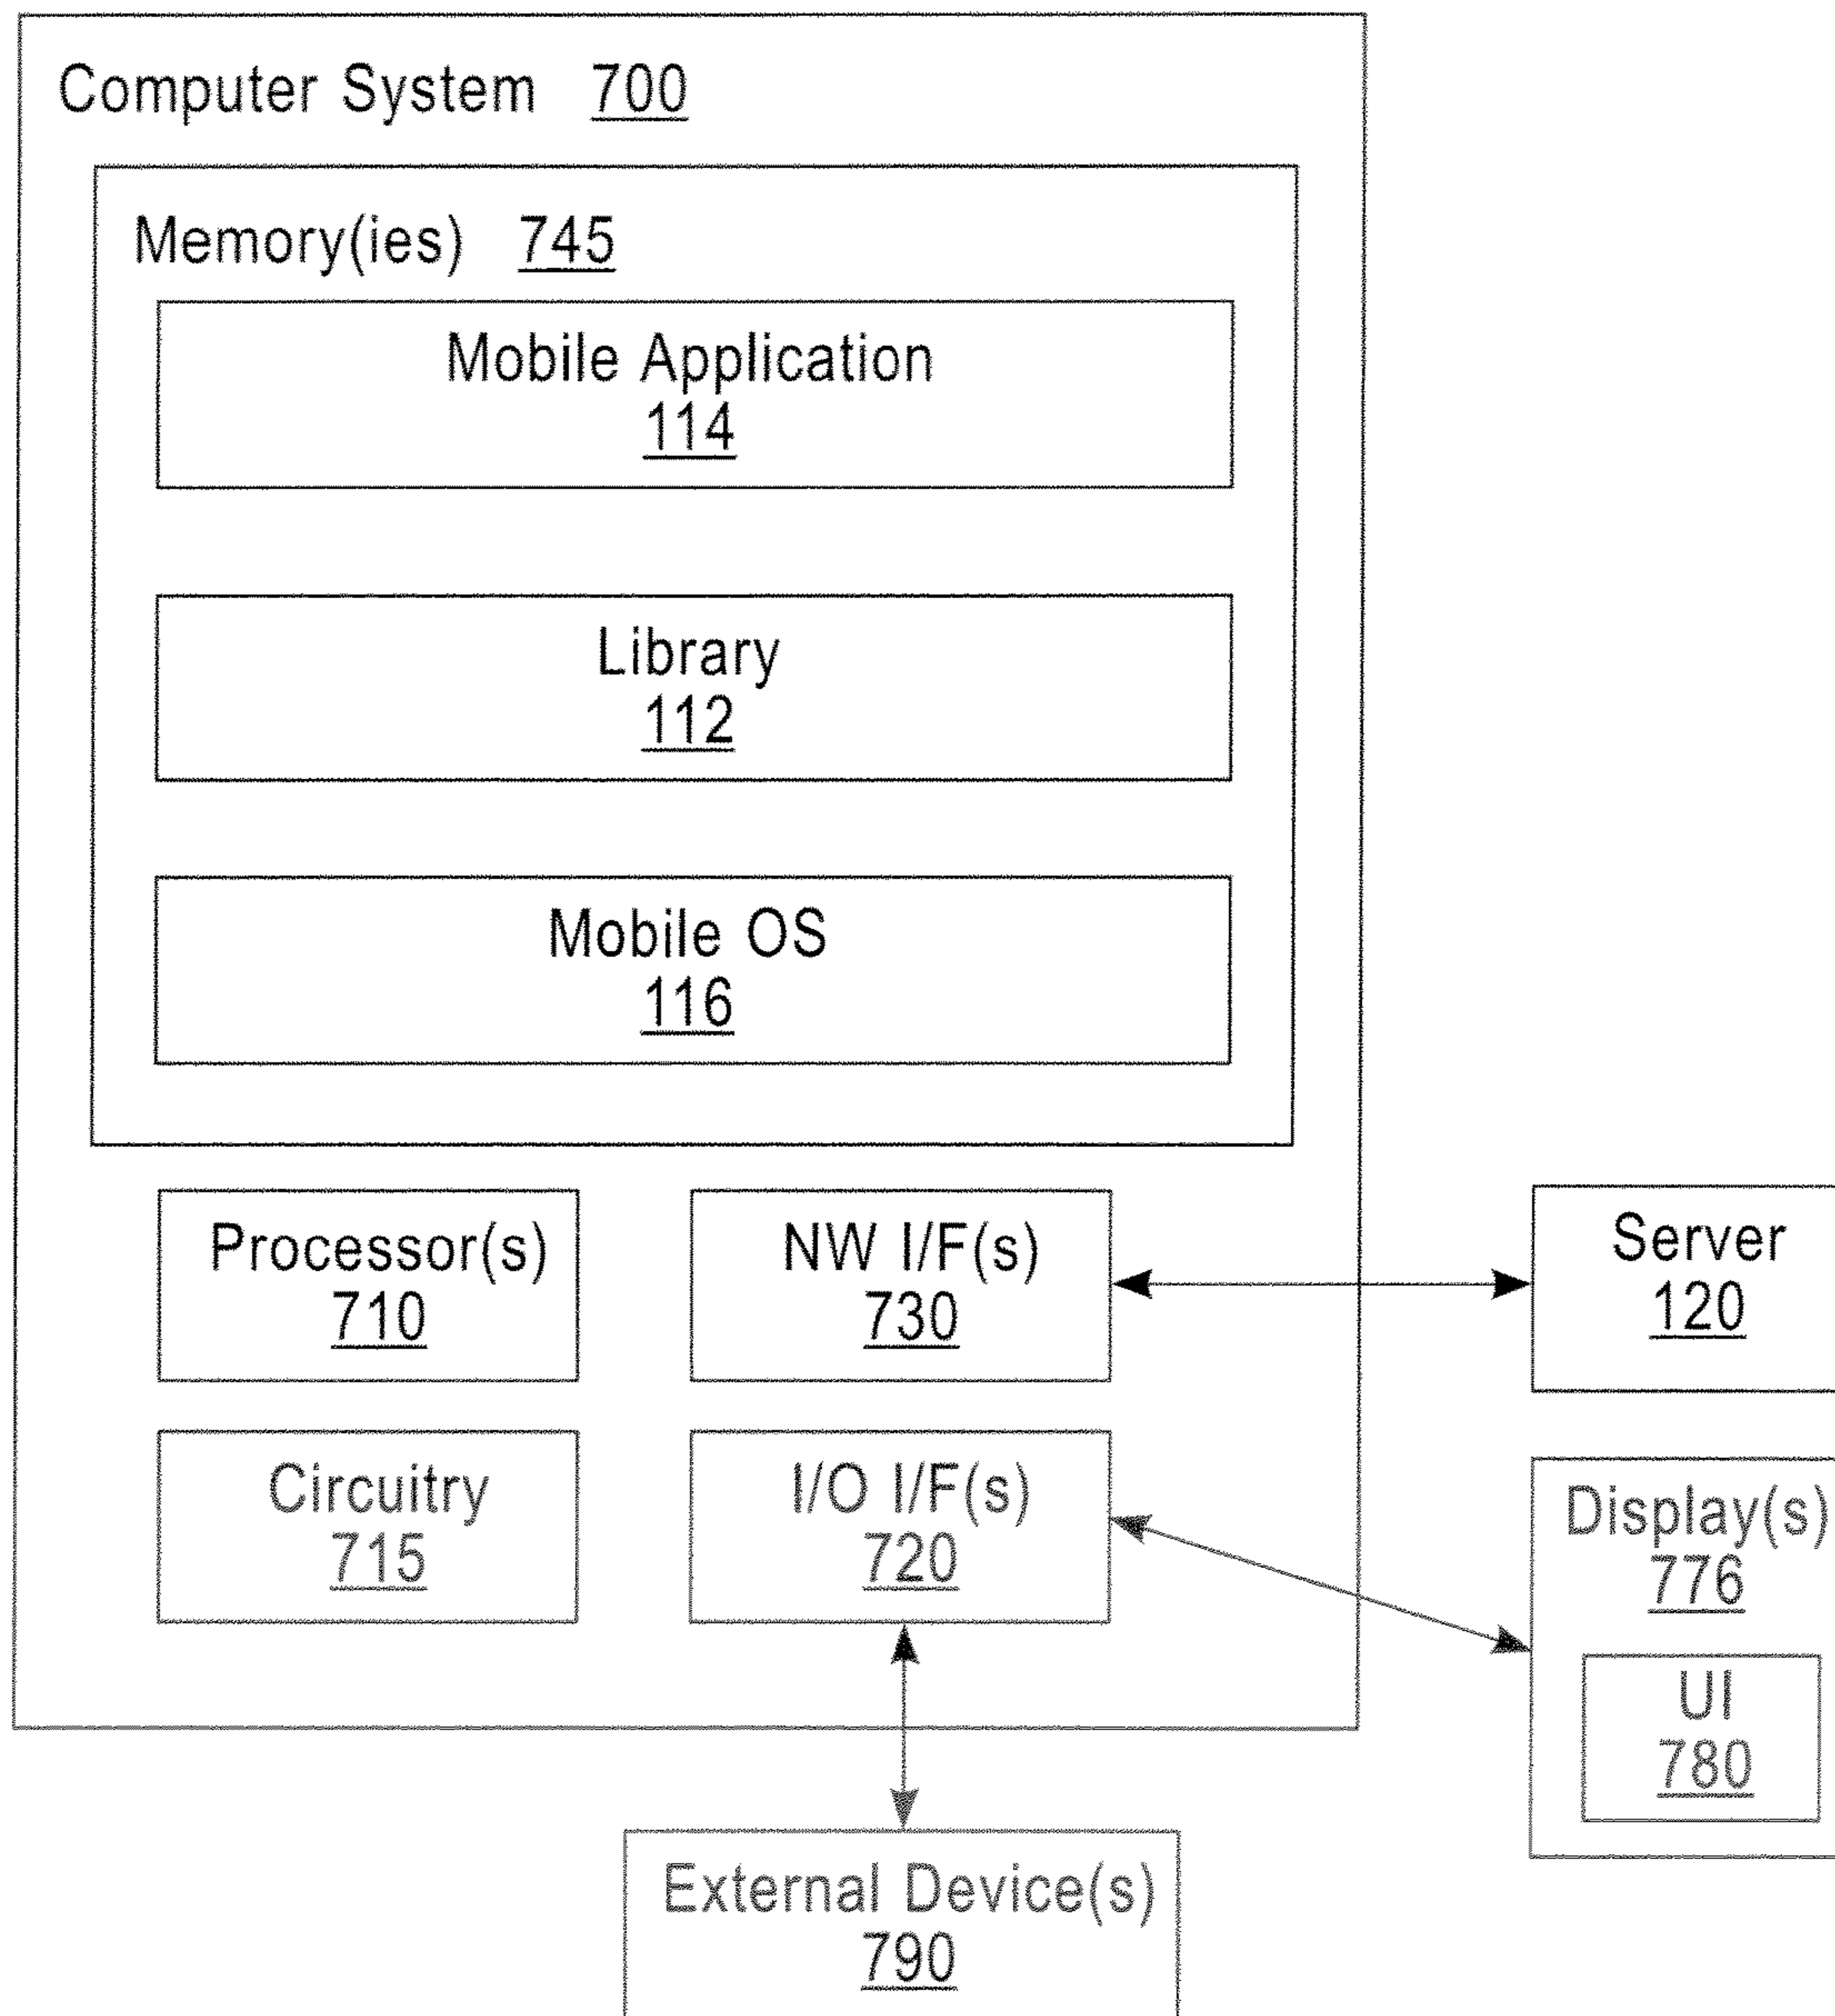 Computer System 700
Memory(ies) 745
Mobile Application
114
Library
112
Mobile OS
116
Processor(s)
710
NW I/F(s)
730
Server
120
Circuitry
715
I/O I/F(s)
720
Display(s)
776
UI
780
External Device(s)
790